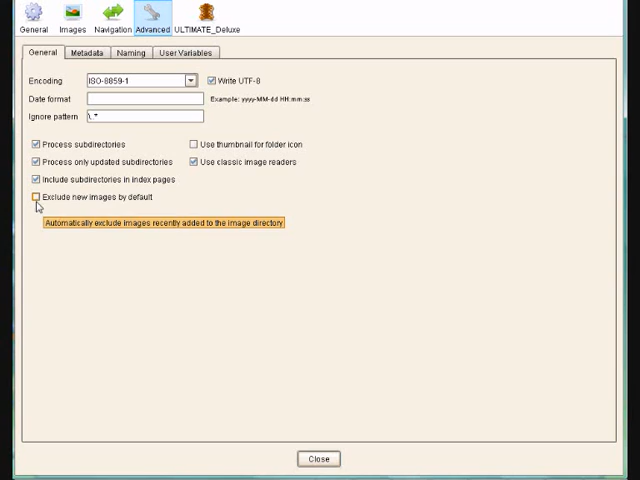 General Images Navigation Advanced ULTIMATE_Deluxe
General Metadata Naming User Variables
Encoding ISO-8859-1 Write UTF-8
Date format Example: yyyy-MM-dd HH:mm:ss
Ignore pattern \..*
Process subdirectories Use thumbnail for folder icon
Process only updated subdirectories Use classic image readers
Include subdirectories in index pages
Exclude new images by default
Automatically exclude images recently added to the image directory
Close